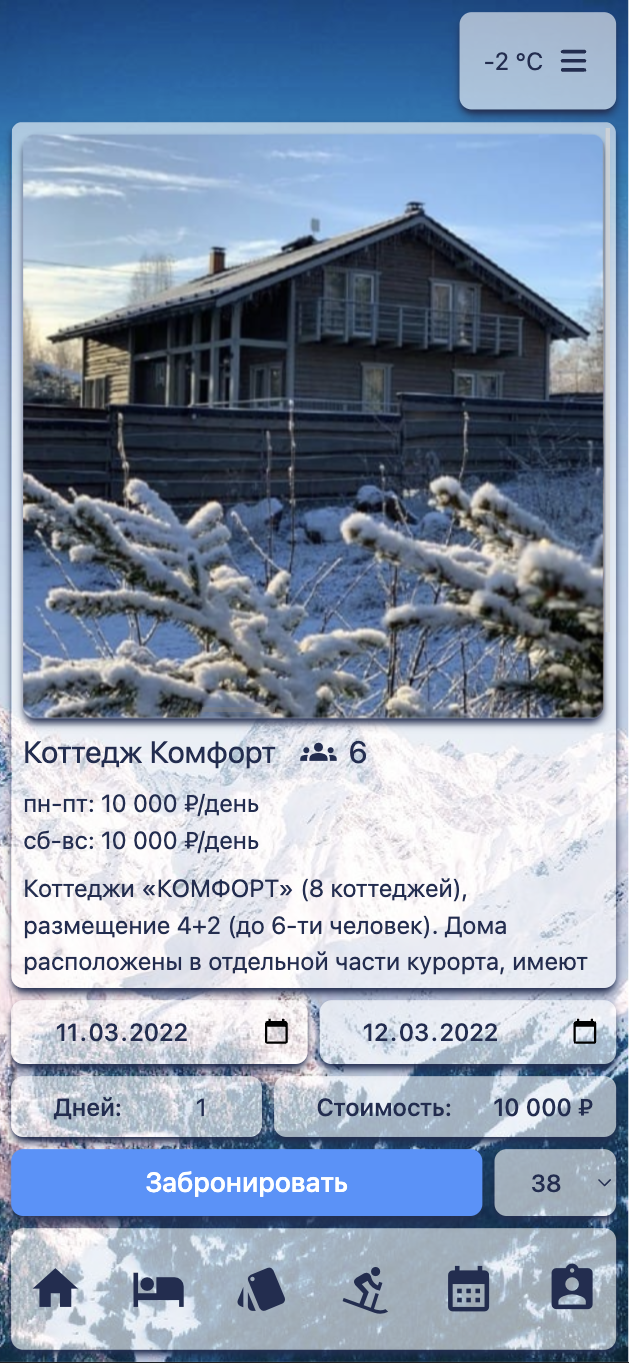 -2 °C
Коттедж Комфорт 6
пн-пт: 10 000 ₽/день
сб-вс: 10 000 ₽/день
Коттеджи «КОМФОРТ» (8 коттеджей),
размещение 4+2 (до 6-ти человек). Дома
расположены в отдельной части курорта, имеют
11.03.2022 12.03.2022
Дней: 1 Стоимость: 10 000 ₽
Забронировать 38